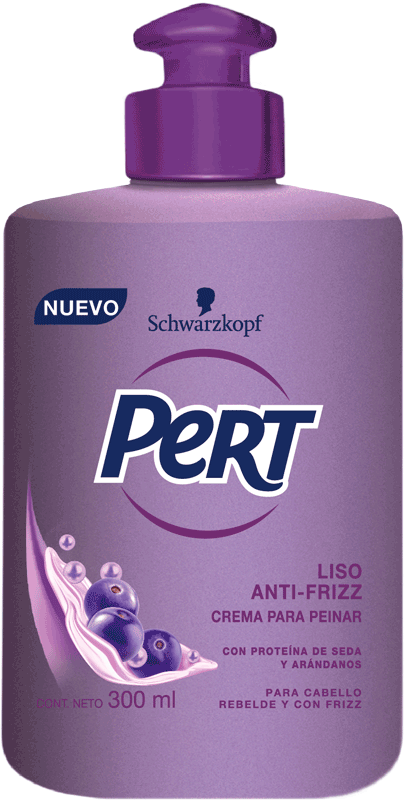 NUEVO
Schwarzkopf
PERT
LISO
ANTI-FRIZZ
CREMA PARA PEINAR
CON PROTEÍNA DE SEDA
Y ARÁNDANOS
CONT. NETO 300 ml
PARA CABELLO
REBELDE Y CON FRIZZ